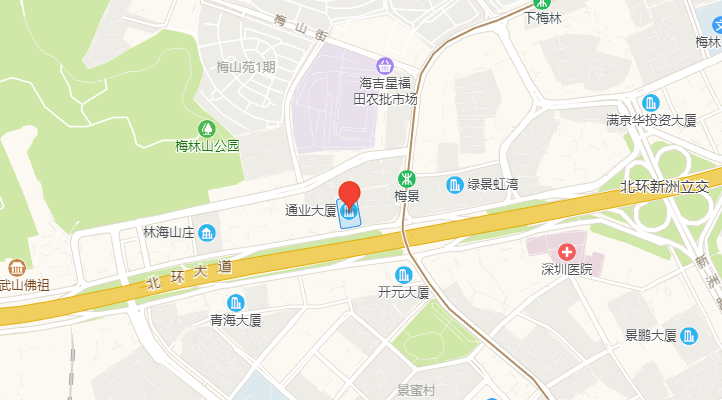 下梅林
梅山街
梅林
梅山苑1期
海吉星福
田农批市场
满京华投资大厦
梅林山公园
绿景虹湾
北环新洲立交
梅景
通业大厦
林海山庄
深圳医院
北环大道
武山佛祖
开元大厦
新洲
青海大厦
景鹏大厦
景蜜村